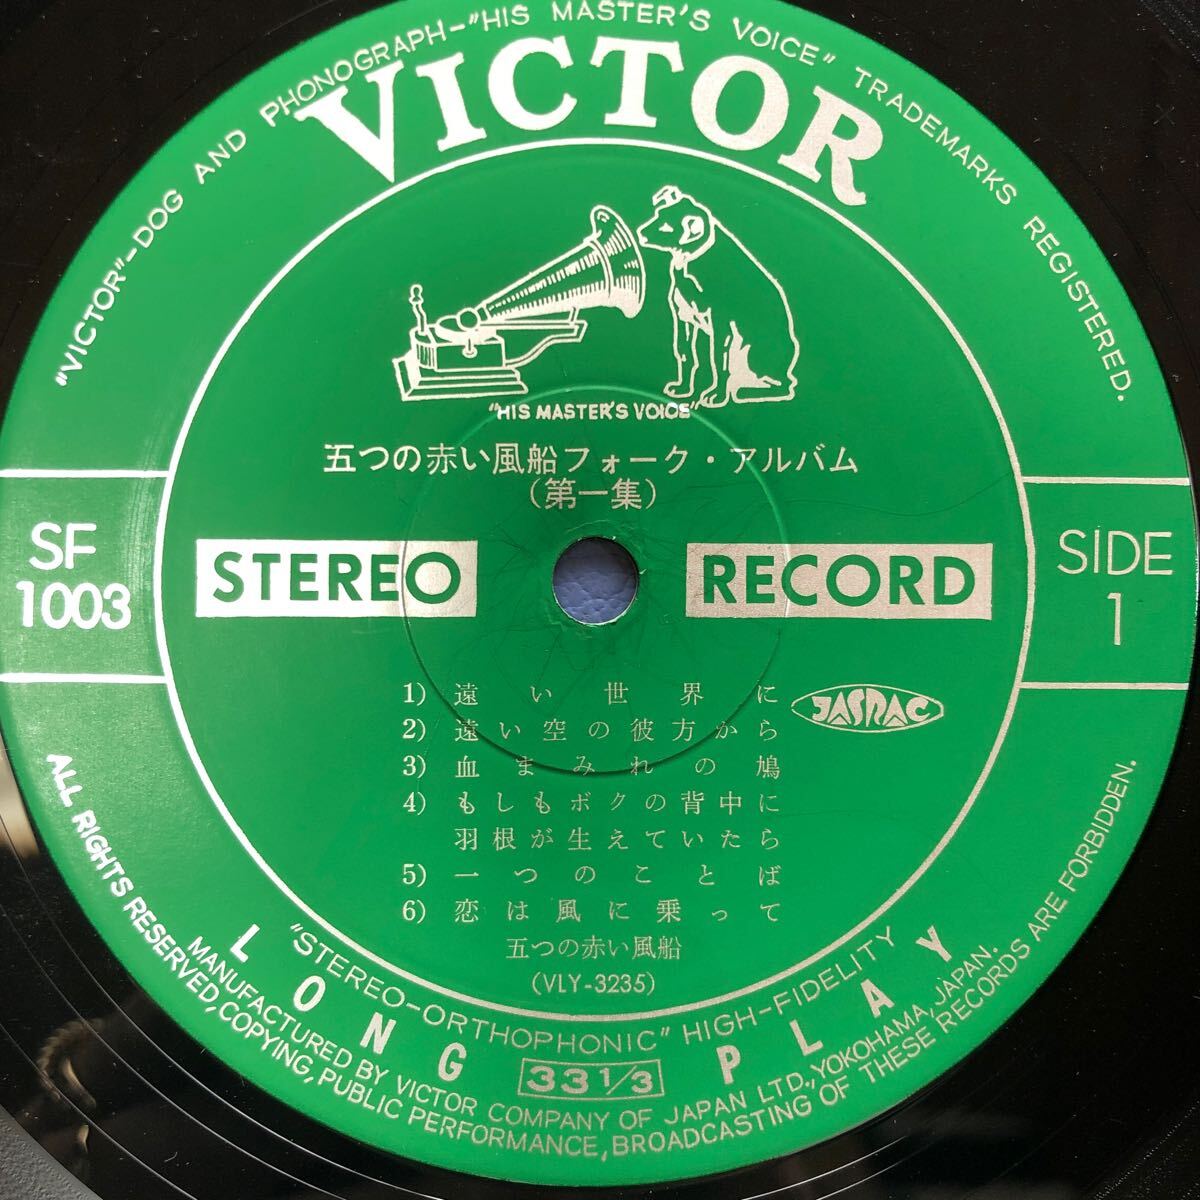 "VICTOR"-DOG AND PHONOGRAPH-"HIS MASTER'S VOICE" TRADEMARKS REGISTERED.
VICTOR
"HIS MASTER'S VOICE"
五つの赤い風船フォーク・アルバム
(第一集)
SF
1003
STEREO
RECORD
SIDE
1
1) 遠い世界に
JASRAC
2) 遠い空の彼方から
3) 血まみれの鳩
4) もしもボクの背中に
羽根が生えていたら
5) 一つのことば
6) 恋は風に乗って
五つの赤い風船
(VLY-3235)
"STEREO-ORTHOPHONIC" HIGH-FIDELITY
LONG PLAY
33 1/3
MANUFACTURED BY VICTOR COMPANY OF JAPAN LTD., YOKOHAMA, JAPAN.
ALL RIGHTS RESERVED, COPYING, PUBLIC PERFORMANCE, BROADCASTING OF THESE RECORDS ARE FORBIDDEN.